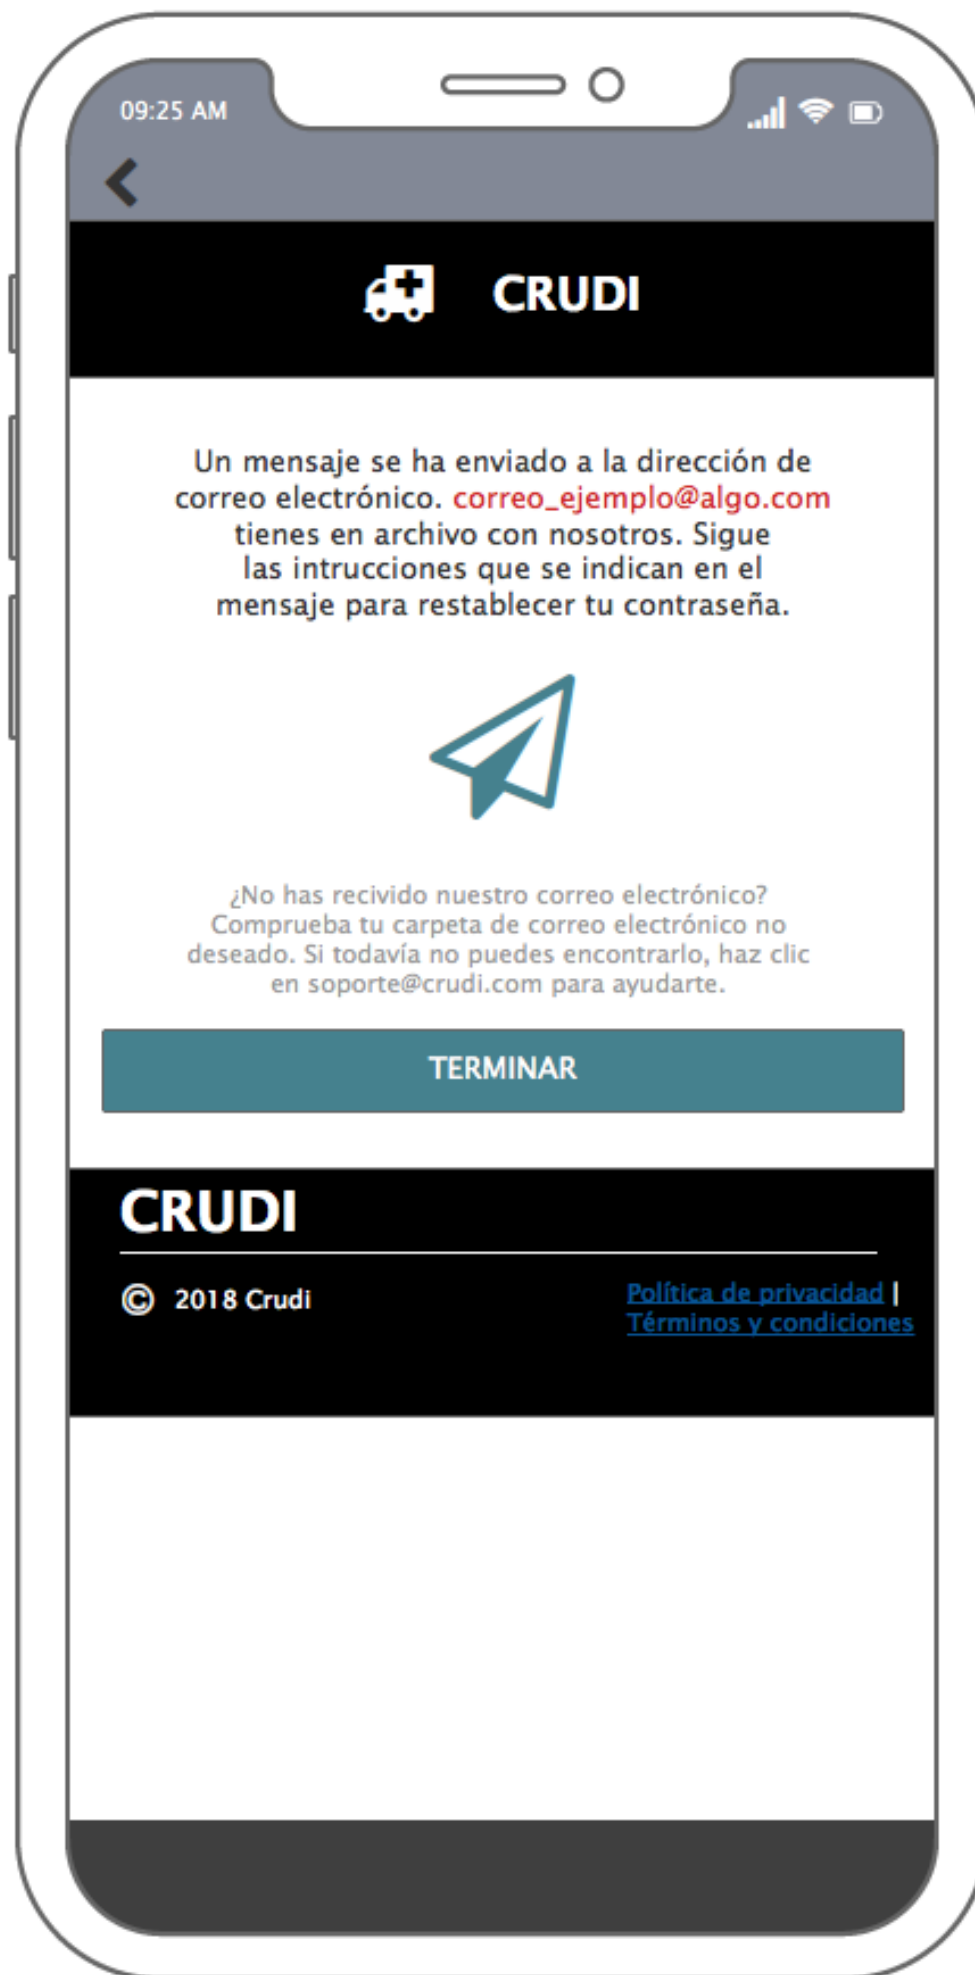 09:25 AM
CRUDI
Un mensaje se ha enviado a la dirección de
correo electrónico. correo_ejemplo@algo.com
tienes en archivo con nosotros. Sigue
las intrucciones que se indican en el
mensaje para restablecer tu contraseña.
¿No has recivido nuestro correo electrónico?
Comprueba tu carpeta de correo electrónico no
deseado. Si todavía no puedes encontrarlo, haz clic
en soporte@crudi.com para ayudarte.
TERMINAR
CRUDI
© 2018 Crudi
Política de privacidad |
Términos y condiciones